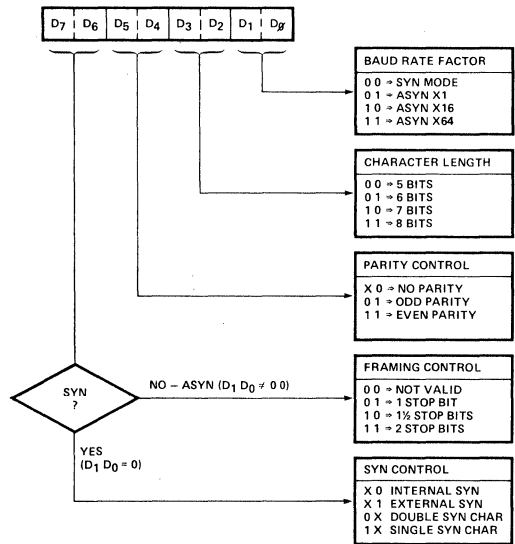 D7 D6 D5 D4 D3 D2 D1 DØ
BAUD RATE FACTOR
0 0 ⇒ SYN MODE
0 1 ⇒ ASYN X1
1 0 ⇒ ASYN X16
1 1 ⇒ ASYN X64
CHARACTER LENGTH
0 0 ⇒ 5 BITS
0 1 ⇒ 6 BITS
1 0 ⇒ 7 BITS
1 1 ⇒ 8 BITS
PARITY CONTROL
X 0 ⇒ NO PARITY
0 1 ⇒ ODD PARITY
1 1 ⇒ EVEN PARITY
SYN
?
NO – ASYN (D1 D0 ≠ 0 0)
FRAMING CONTROL
0 0 ⇒ NOT VALID
0 1 ⇒ 1 STOP BIT
1 0 ⇒ 1½ STOP BITS
1 1 ⇒ 2 STOP BITS
YES
(D1 D0 = 0)
SYN CONTROL
X 0 INTERNAL SYN
X 1 EXTERNAL SYN
0 X DOUBLE SYN CHAR
1 X SINGLE SYN CHAR